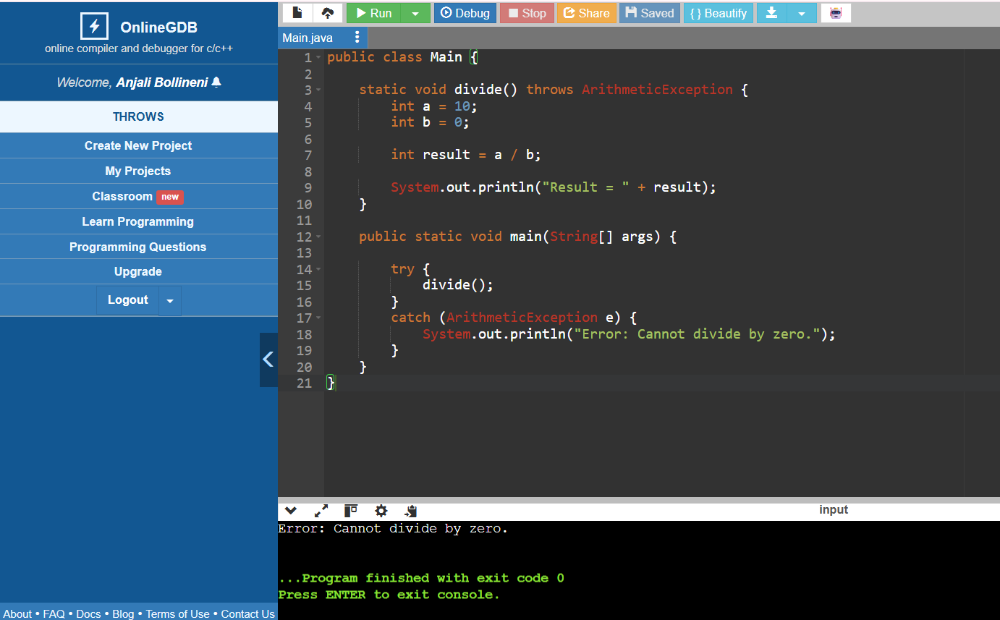 OnlineGDB
online compiler and debugger for c/c++
Welcome, Anjali Bollineni
THROWS
Create New Project
My Projects
Classroom new
Learn Programming
Programming Questions
Upgrade
Logout
About • FAQ • Docs • Blog • Terms of Use • Contact Us
Run Debug Stop Share Saved { } Beautify
Main.java
1 public class Main {
2
3     static void divide() throws ArithmeticException {
4         int a = 10;
5         int b = 0;
6
7         int result = a / b;
8
9         System.out.println("Result = " + result);
10     }
11
12     public static void main(String[] args) {
13
14         try {
15             divide();
16         }
17         catch (ArithmeticException e) {
18             System.out.println("Error: Cannot divide by zero.");
19         }
20     }
21 }
input
Error: Cannot divide by zero.
...Program finished with exit code 0
Press ENTER to exit console.